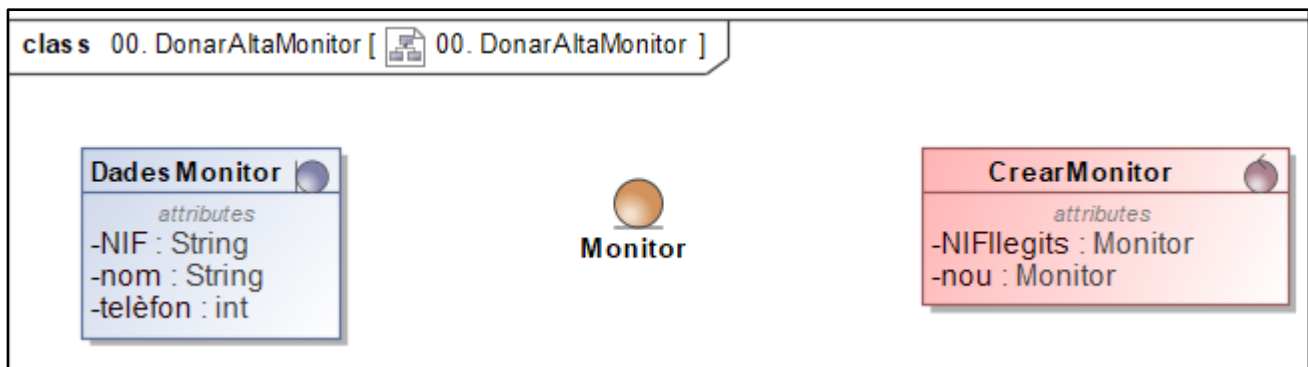 class 00. DonarAltaMonitor [ 00. DonarAltaMonitor ]
DadesMonitor
attributes
-NIF : String
-nom : String
-telèfon : int
Monitor
CrearMonitor
attributes
-NIFllegits : Monitor
-nou : Monitor